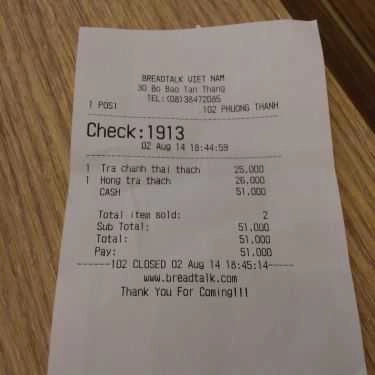 BREADTALK VIET NAM
30 Bo Bao Tan Thang
TEL:(08)38472085
1 POS1 102 PHUONG THANH
Check:1913
02 Aug 14 18:44:59
1 Tra chanh thai thach 25,000
1 Hong tra thach 26,000
CASH 51,000
Total item sold: 2
Sub Total: 51,000
Total: 51,000
Pay: 51,000
------102 CLOSED 02 Aug 14 18:45:14------
www.breadtalk.com
Thank You For Coming!!!